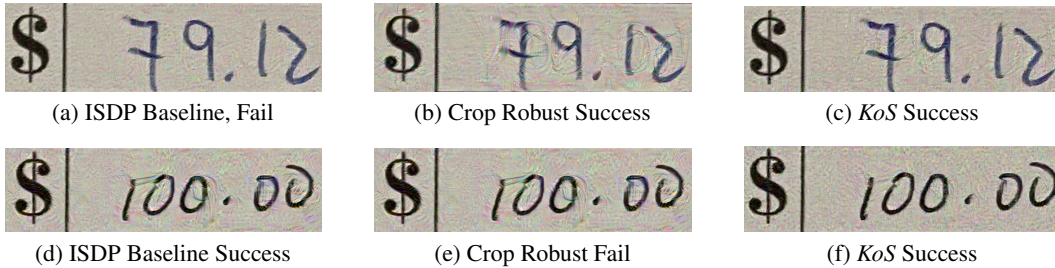 $ 79.12 $ 79.12 $ 79.12
(a) ISDP Baseline, Fail (b) Crop Robust Success (c) KoS Success
$ 100.00 $ 100.00 $ 100.00
(d) ISDP Baseline Success (e) Crop Robust Fail (f) KoS Success